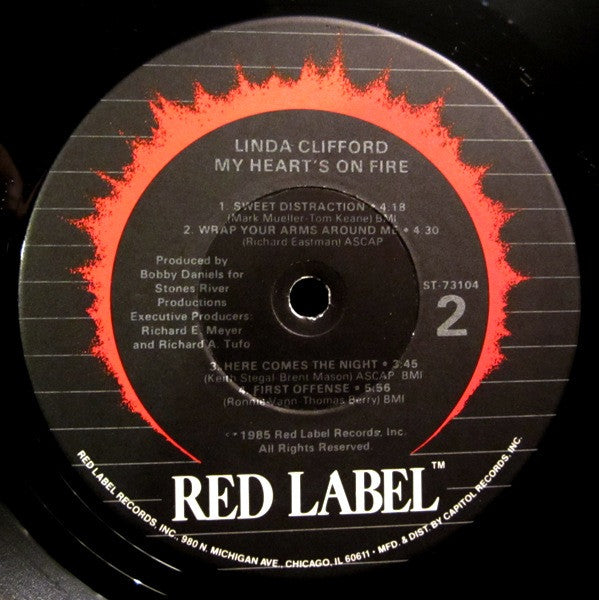 LINDA CLIFFORD
MY HEART'S ON FIRE
1. SWEET DISTRACTION • 4:18
(Mark Mueller-Tom Keane) BMI
2. WRAP YOUR ARMS AROUND ME • 4:30
(Richard Eastman) ASCAP
Produced by
Bobby Daniels for
Stones River
Productions
Executive Producers:
Richard E. Meyer
and Richard A. Tufo
ST-73104
2
3. HERE COMES THE NIGHT • 3:45
(Keith Stegal-Brent Mason) ASCAP BMI
4. FIRST OFFENSE • 5:56
(Ronnie Vann-Thomas Berry) BMI
1985 Red Label Records, Inc.
All Rights Reserved.
RED LABEL™
RED LABEL RECORDS, INC., 980 N. MICHIGAN AVE., CHICAGO, IL 60611 • MFD. & DIST. BY CAPITOL RECORDS, INC.